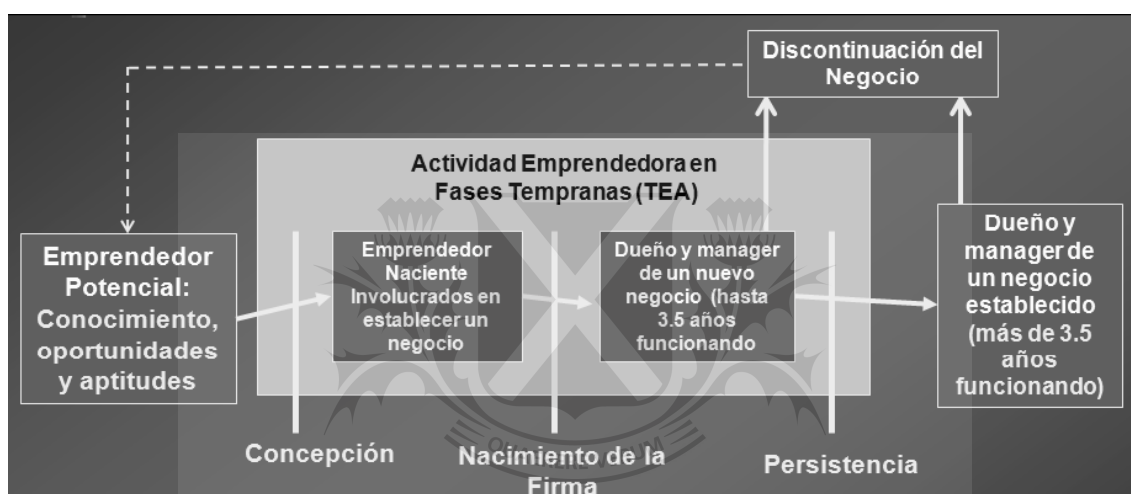 Discontinuación del
Negocio
Actividad Emprendedora en
Fases Tempranas (TEA)
Emprendedor
Potencial:
Conocimiento,
oportunidades
y aptitudes
Emprendedor
Naciente
Involucrados en
establecer un
negocio
Dueño y manager
de un nuevo
negocio (hasta
3.5 años
funcionando
Dueño y
manager de
un negocio
establecido
(más de 3.5
años
funcionando)
Concepción
Nacimiento de la
Firma
Persistencia